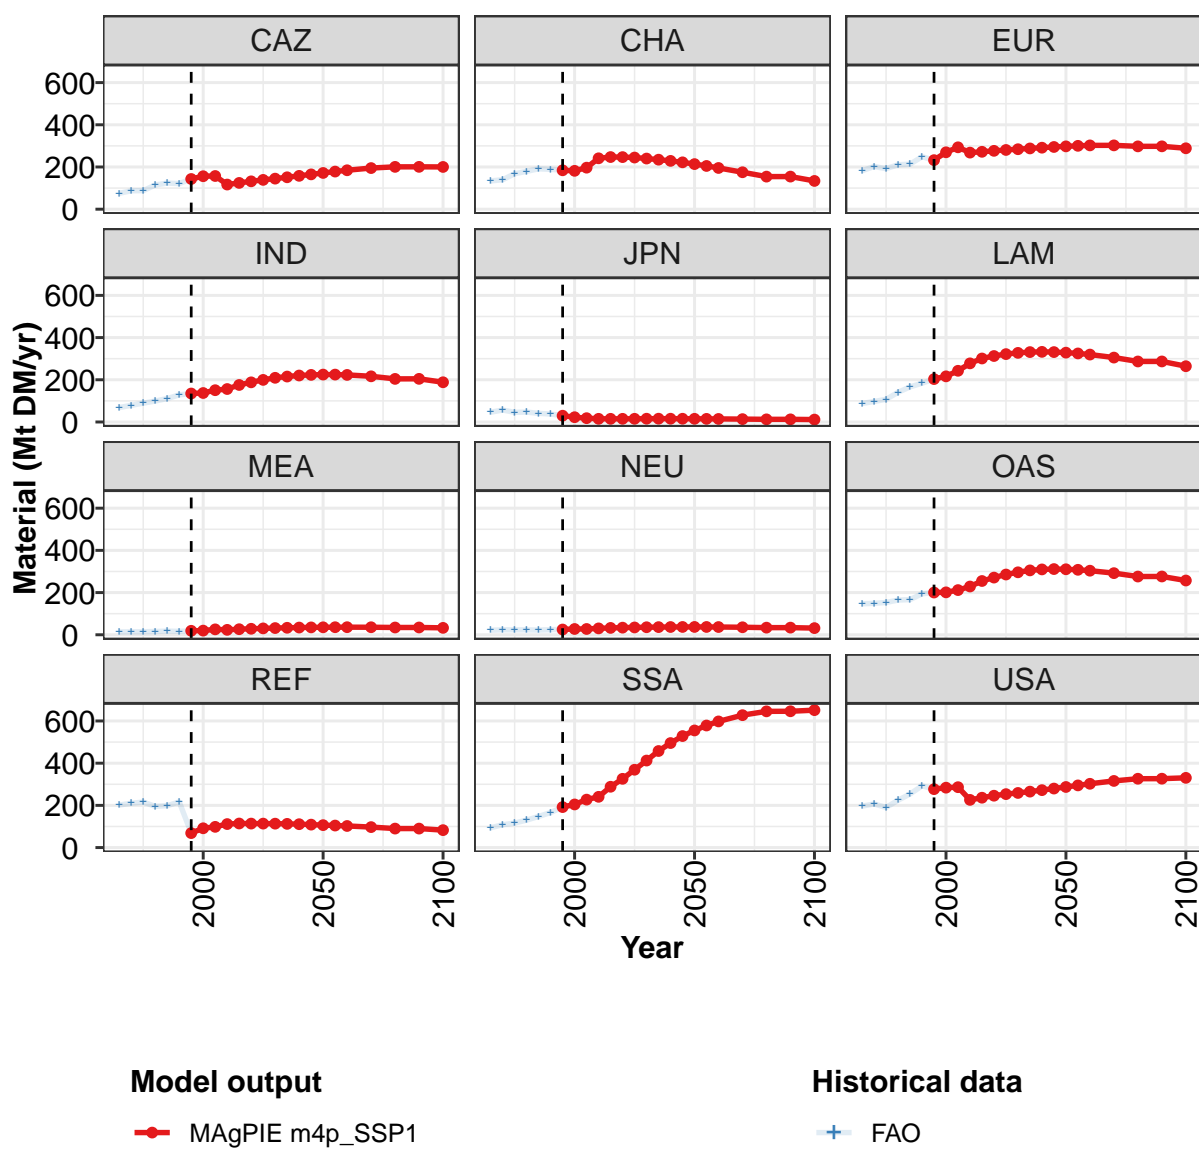 CAZ CHA EUR
600
400
200
0
IND JPN LAM
600
400
200
0
MEA NEU OAS
600
400
200
0
REF SSA USA
600
400
200
0
2000 2050 2100 2000 2050 2100 2000 2050 2100
Material (Mt DM/yr)
Year
Model output Historical data
MAgPIE m4p_SSP1 FAO